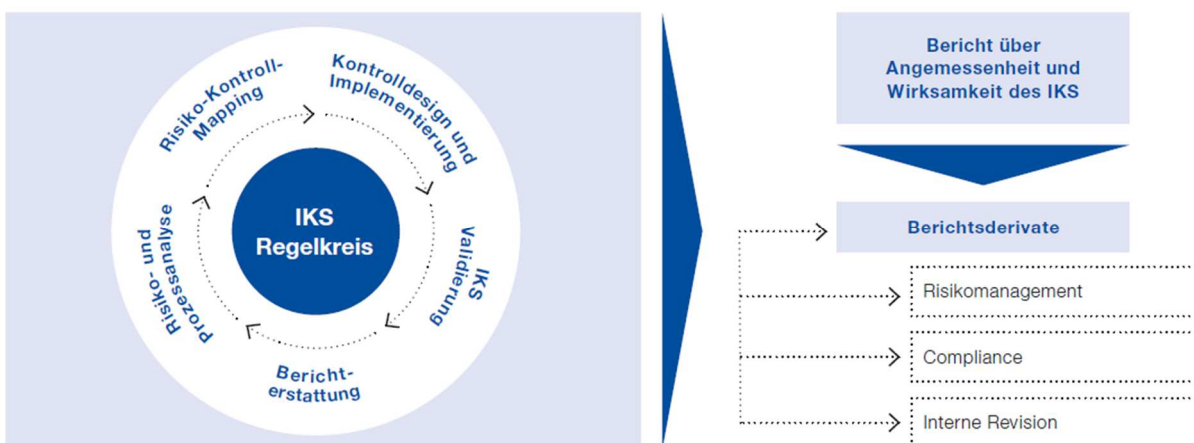 Risiko-Kontroll-
Mapping
Kontrolldesign und
Implementierung
IKS
Validierung
Bericht-
erstattung
Risiko- und
Prozessanalyse
IKS
Regelkreis
Bericht über
Angemessenheit und
Wirksamkeit des IKS
Berichtsderivate
Risikomanagement
Compliance
Interne Revision